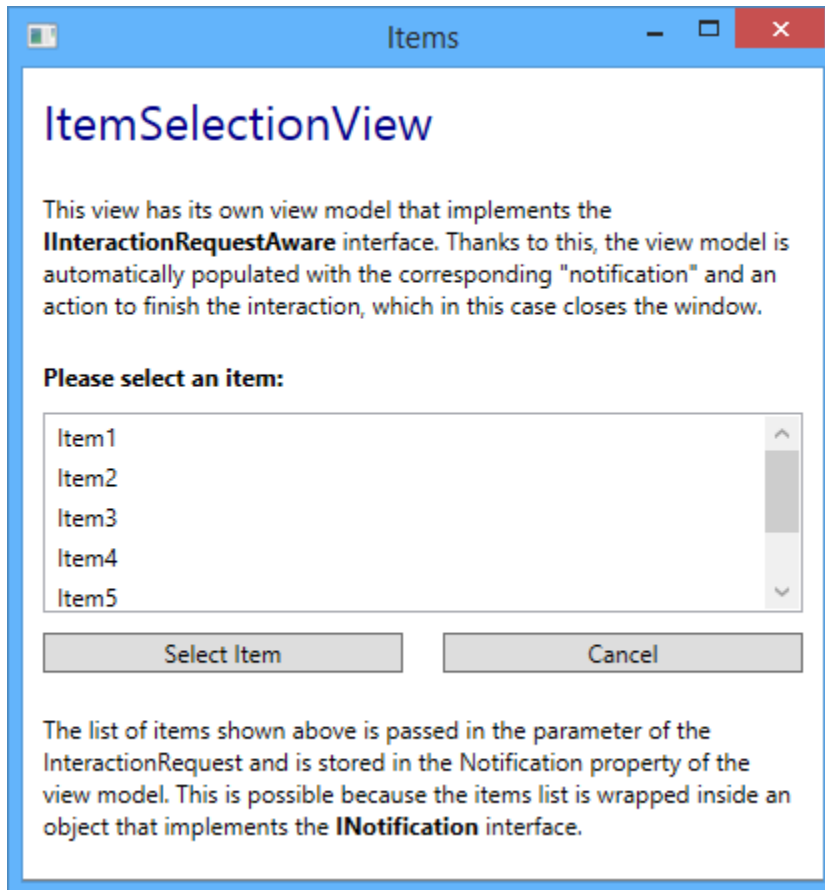 Items
ItemSelectionView
This view has its own view model that implements the
IInteractionRequestAware interface. Thanks to this, the view model is
automatically populated with the corresponding "notification" and an
action to finish the interaction, which in this case closes the window.
Please select an item:
Item1
Item2
Item3
Item4
Item5
Select Item
Cancel
The list of items shown above is passed in the parameter of the
InteractionRequest and is stored in the Notification property of the
view model. This is possible because the items list is wrapped inside an
object that implements the INotification interface.